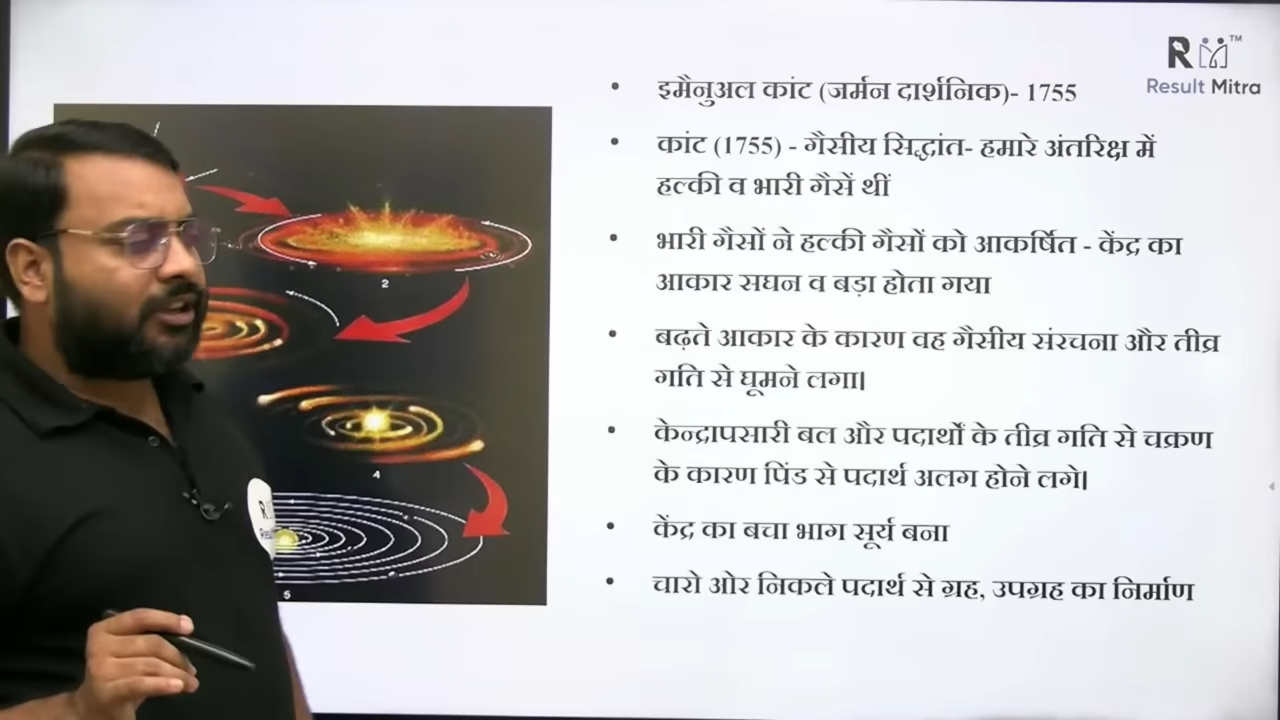 R TM
Result Mitra
• इमैनुअल कांट (जर्मन दार्शनिक)- 1755
• कांट (1755) - गैसीय सिद्धांत- हमारे अंतरिक्ष में
हल्की व भारी गैसें थीं
• भारी गैसों ने हल्की गैसों को आकर्षित - केंद्र का
आकार सघन व बड़ा होता गया
• बढ़ते आकार के कारण वह गैसीय संरचना और तीव्र
गति से घूमने लगा।
• केन्द्रापसारी बल और पदार्थों के तीव्र गति से चक्रण
के कारण पिंड से पदार्थ अलग होने लगे।
• केंद्र का बचा भाग सूर्य बना
• चारो ओर निकले पदार्थ से ग्रह, उपग्रह का निर्माण
2
4
5